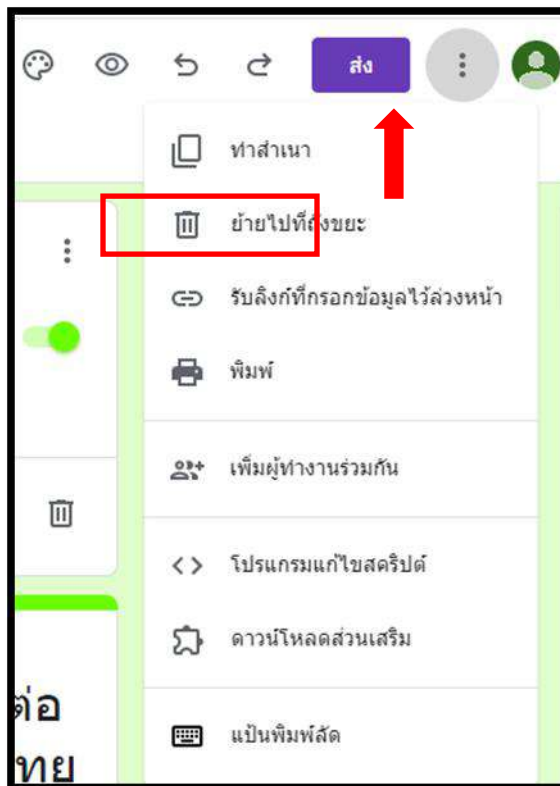 ส่ง
ทำสำเนา
ย้ายไปที่ถังขยะ
รับลิงก์ที่กรอกข้อมูลไว้ล่วงหน้า
พิมพ์
เพิ่มผู้ทำงานร่วมกัน
โปรแกรมแก้ไขสคริปต์
ดาวน์โหลดส่วนเสริม
แป้นพิมพ์ลัด
ต่อ
ทย